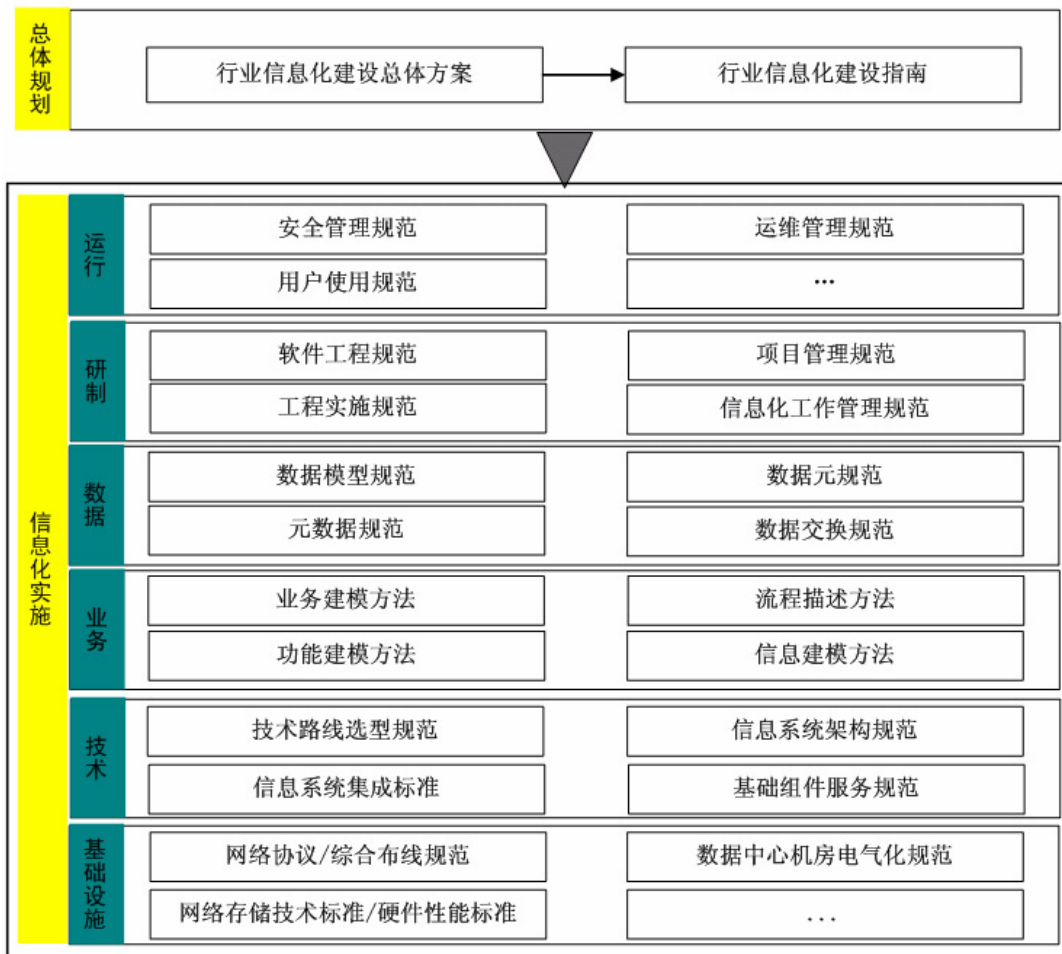 总体规划
行业信息化建设总体方案
行业信息化建设指南
信息化实施
运行
安全管理规范
运维管理规范
用户使用规范
...
研制
软件工程规范
项目管理规范
工程实施规范
信息化工作管理规范
数据
数据模型规范
数据元规范
元数据规范
数据交换规范
业务
业务建模方法
流程描述方法
功能建模方法
信息建模方法
技术
技术路线选型规范
信息系统架构规范
信息系统集成标准
基础组件服务规范
基础设施
网络协议/综合布线规范
数据中心机房电气化规范
网络存储技术标准/硬件性能标准
...